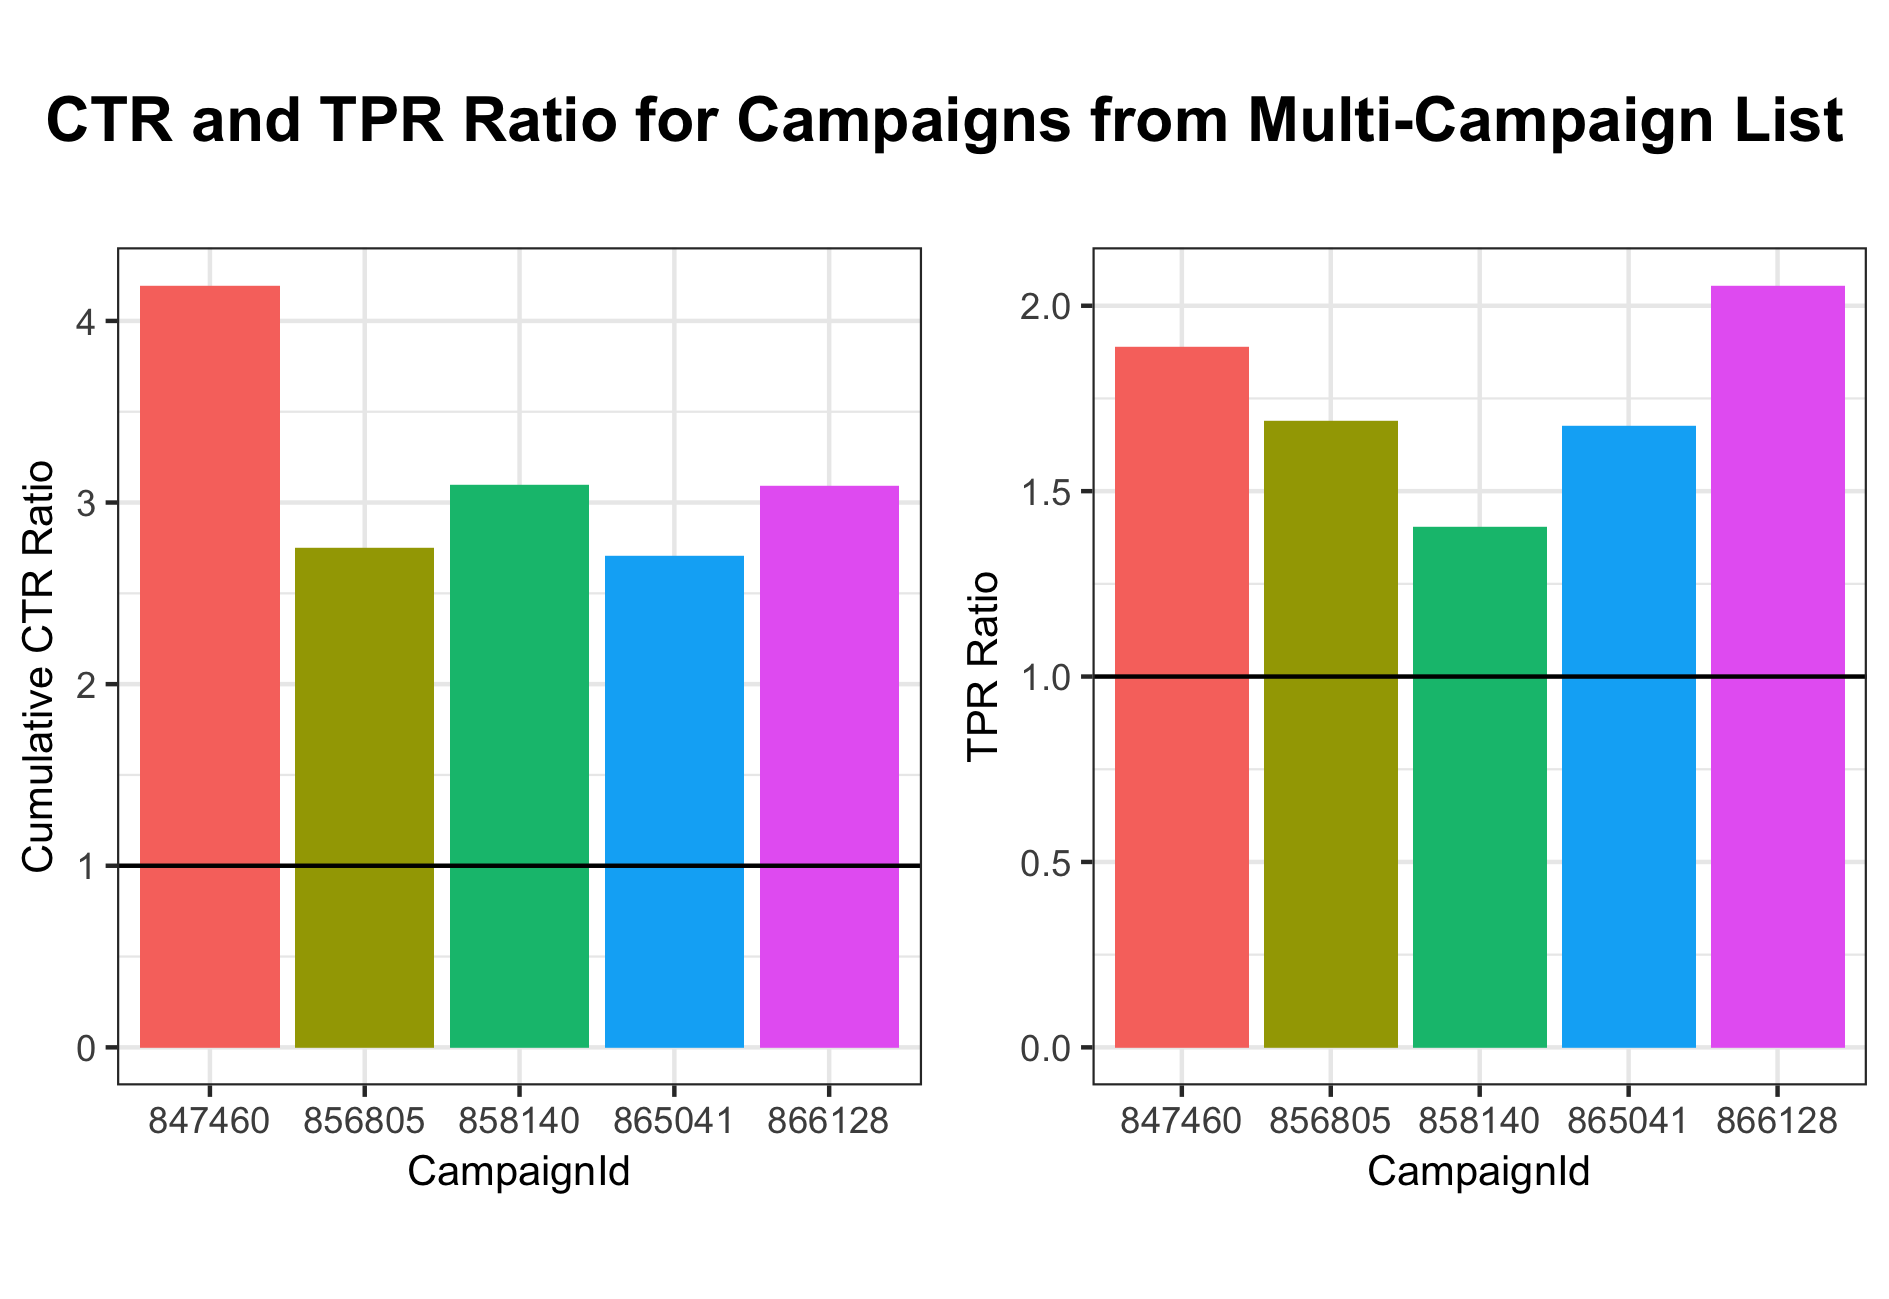 CTR and TPR Ratio for Campaigns from Multi-Campaign List
Cumulative CTR Ratio
4
3
2
1
0
847460 856805 858140 865041 866128
CampaignId
TPR Ratio
2.0
1.5
1.0
0.5
0.0
847460 856805 858140 865041 866128
CampaignId